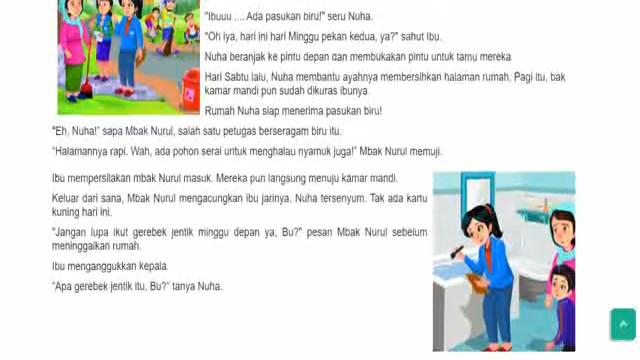 "Ibuuu .... Ada pasukan biru!" seru Nuha.
"Oh iya, hari ini hari Minggu pekan kedua, ya?" sahut Ibu.
Nuha beranjak ke pintu depan dan membukakan pintu untuk tamu mereka.
Hari Sabtu lalu, Nuha membantu ayahnya membersihkan halaman rumah. Pagi itu, bak
kamar mandi pun sudah dikuras ibunya.
Rumah Nuha siap menerima pasukan biru!
"Eh, Nuha!" sapa Mbak Nurul, salah satu petugas berseragam biru itu.
"Halamannya rapi. Wah, ada pohon serai untuk menghalau nyamuk juga!" Mbak Nurul memuji.
Ibu mempersilakan mbak Nurul masuk. Mereka pun langsung menuju kamar mandi.
Keluar dari sana, Mbak Nurul mengacungkan ibu jarinya, Nuha tersenyum. Tak ada kartu
kuning hari ini.
"Jangan lupa ikut gerebek jentik minggu depan ya, Bu?" pesan Mbak Nurul sebelum
meninggalkan rumah.
Ibu menganggukkan kepala.
"Apa gerebek jentik itu, Bu?" tanya Nuha.